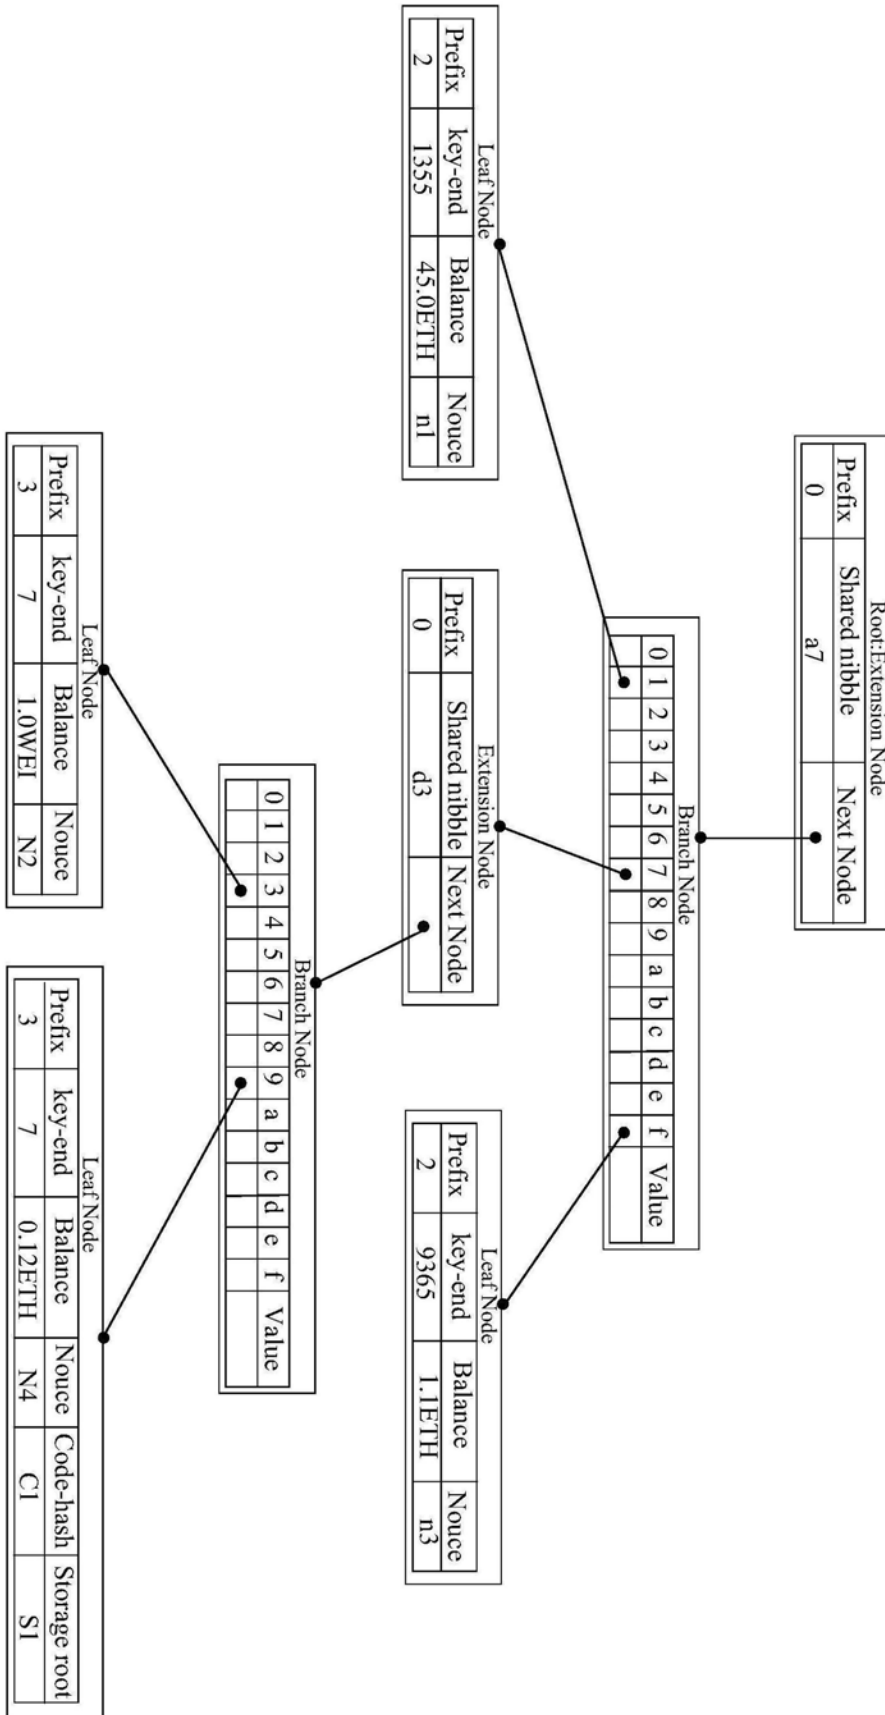 Root:Extension Node
Prefix Shared nibble Next Node
0 a7
Branch Node
0 1 2 3 4 5 6 7 8 9 a b c d e f Value
Leaf Node
Prefix key-end Balance Nouce
2 1355 45.0ETH n1
Extension Node
Prefix Shared nibble Next Node
0 d3
Leaf Node
Prefix key-end Balance Nouce
2 9365 1.1ETH n3
Branch Node
0 1 2 3 4 5 6 7 8 9 a b c d e f Value
Leaf Node
Prefix key-end Balance Nouce
3 7 1.0WEI N2
Leaf Node
Prefix key-end Balance Nouce Code-hash Storage root
3 7 0.12ETH N4 C1 S1